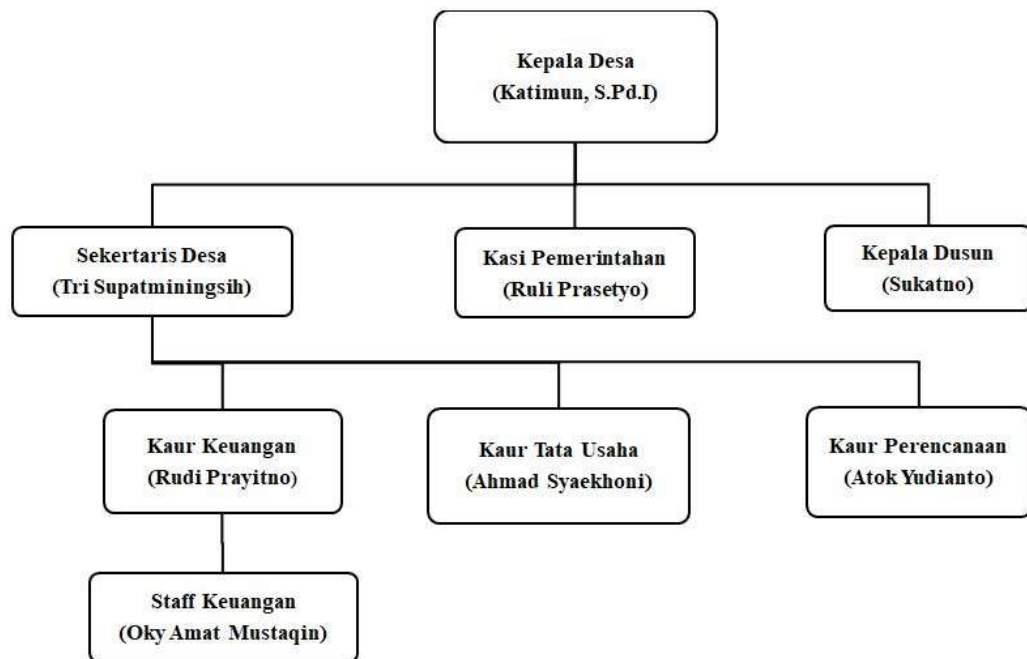 Kepala Desa
(Katimun, S.Pd.I)
Sekertaris Desa
(Tri Supatminingsih)
Kasi Pemerintahan
(Ruli Prasetyo)
Kepala Dusun
(Sukatno)
Kaur Keuangan
(Rudi Prayitno)
Kaur Tata Usaha
(Ahmad Syaekhoni)
Kaur Perencanaan
(Atok Yudianto)
Staff Keuangan
(Oky Amat Mustaqin)